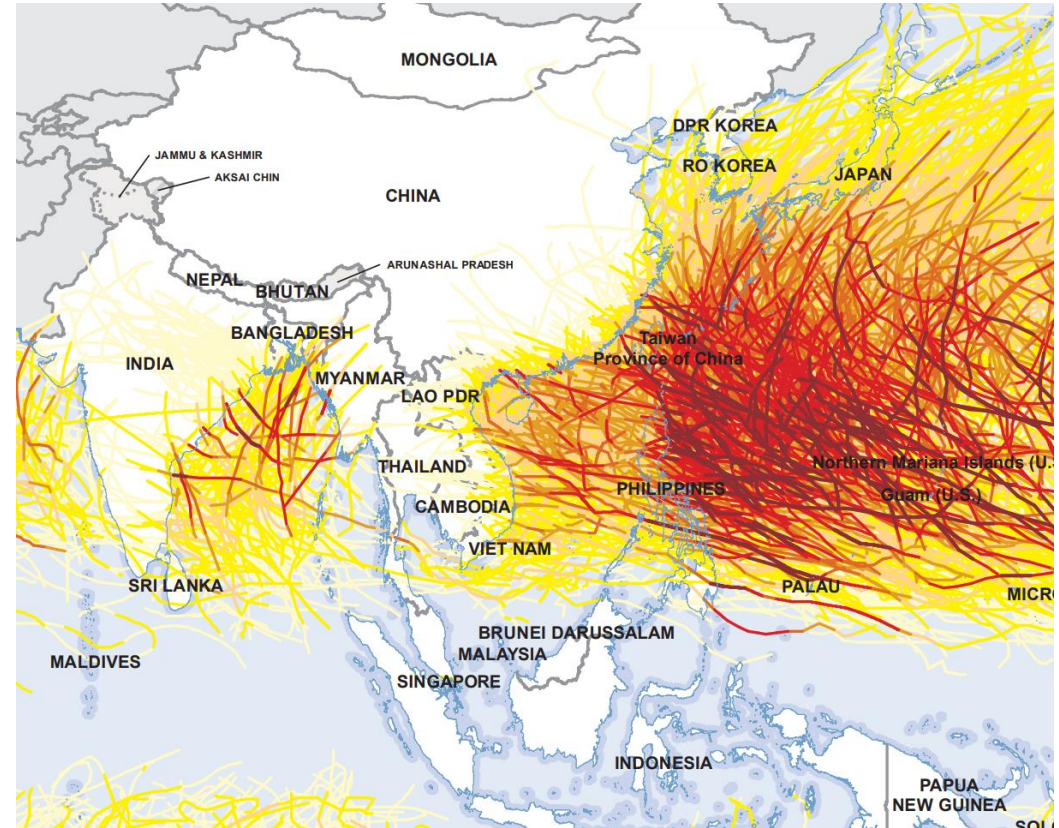 MONGOLIA
DPR KOREA
JAMMU & KASHMIR
RO KOREA
JAPAN
AKSAI CHIN
CHINA
ARUNASHAL PRADESH
NEPAL
BHUTAN
BANGLADESH
Taiwan
Province of China
INDIA
MYANMAR
LAO PDR
THAILAND
Northern Mariana Islands (U.S
PHILIPPINES
Guam (U.S.)
CAMBODIA
VIET NAM
SRI LANKA
PALAU
MICR
BRUNEI DARUSSALAM
MALAYSIA
MALDIVES
SINGAPORE
INDONESIA
PAPUA
NEW GUINEA
SOL